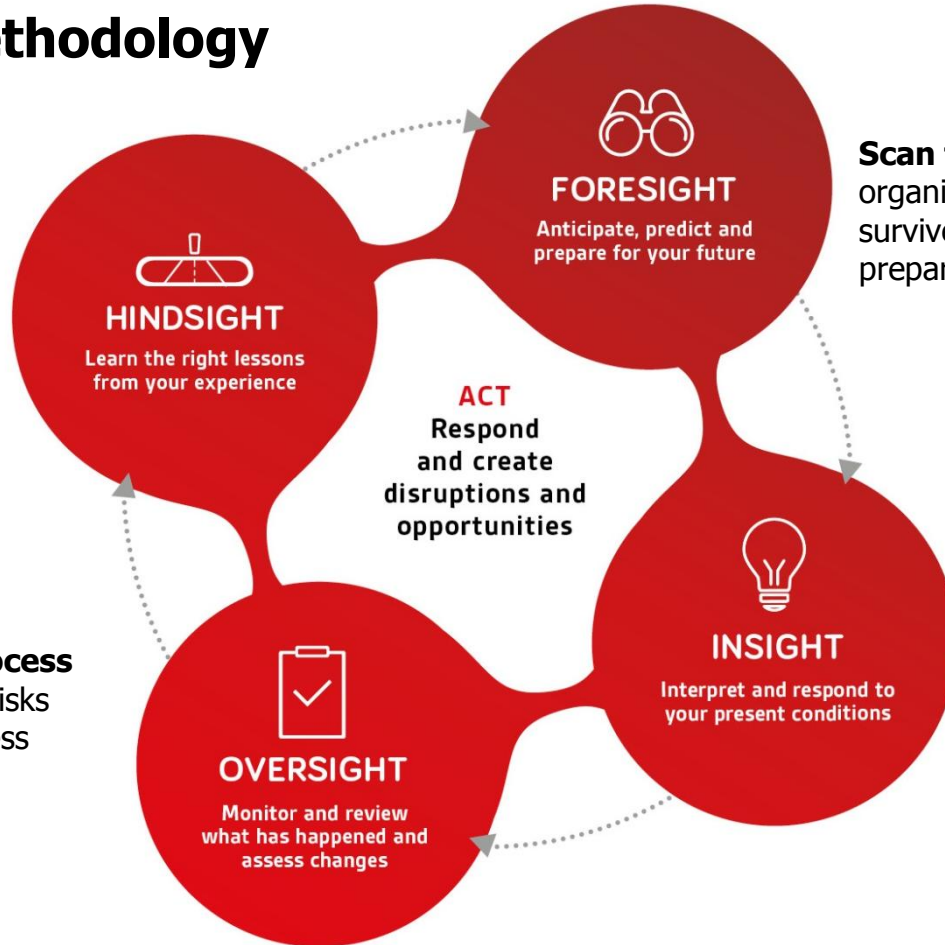 ethodology
FORESIGHT
Anticipate, predict and
prepare for your future
Scan
organi
surviv
prepar
HINDSIGHT
Learn the right lessons
from your experience
ACT
Respond
and create
disruptions and
opportunities
INSIGHT
Interpret and respond to
your present conditions
ocess
isks
ss
OVERSIGHT
Monitor and review
what has happened and
assess changes